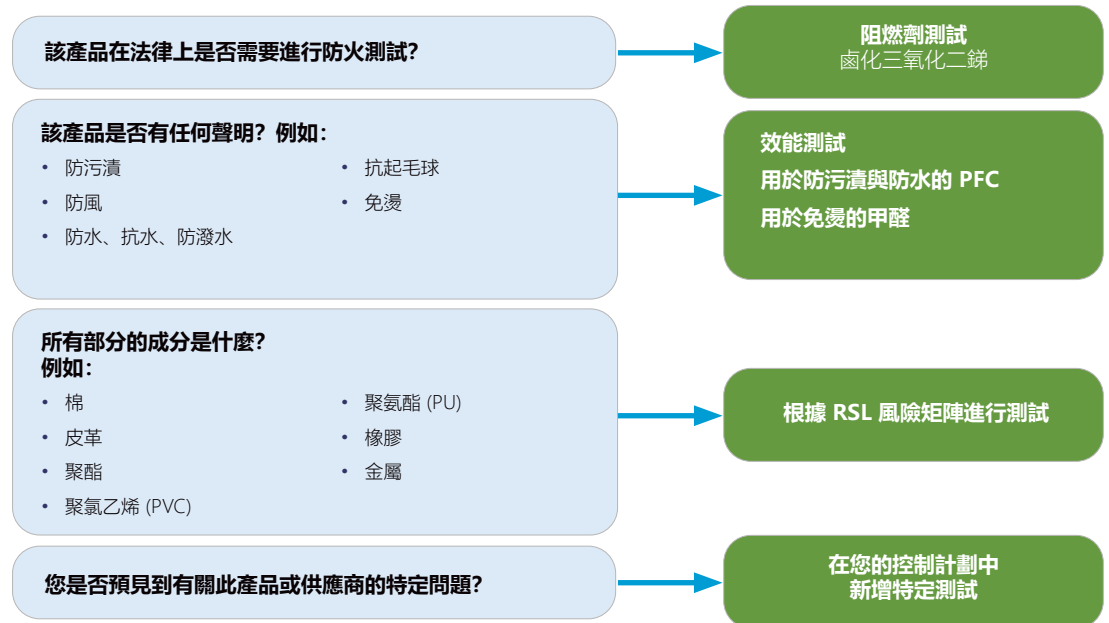 該產品在法律上是否需要進行防火測試？
阻燃劑測試
鹵化三氧化二銻
該產品是否有任何聲明？例如：
• 防污漬
• 防風
• 防水、抗水、防潑水
• 抗起毛球
• 免燙
效能測試
用於防污漬與防水的 PFC
用於免燙的甲醛
所有部分的成分是什麼？
例如：
• 棉
• 皮革
• 聚酯
• 聚氯乙烯 (PVC)
• 聚氨酯 (PU)
• 橡膠
• 金屬
根據 RSL 風險矩陣進行測試
您是否預見到有關此產品或供應商的特定問題？
在您的控制計劃中
新增特定測試